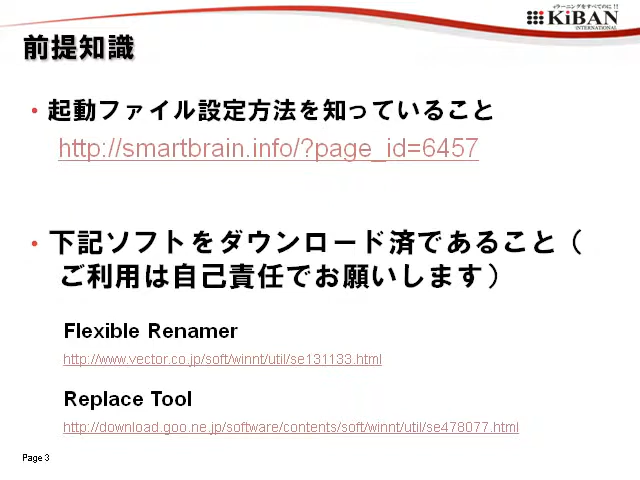 eラーニングをすべてのに!!
KiBAN
INTERNATIONAL
前提知識
・起動ファイル設定方法を知っていること
http://smartbrain.info/?page_id=6457
・下記ソフトをダウンロード済であること（
ご利用は自己責任でお願いします）
Flexible Renamer
http://www.vector.co.jp/soft/winnt/util/se131133.html
Replace Tool
http://download.goo.ne.jp/software/contents/soft/winnt/util/se478077.html
Page 3